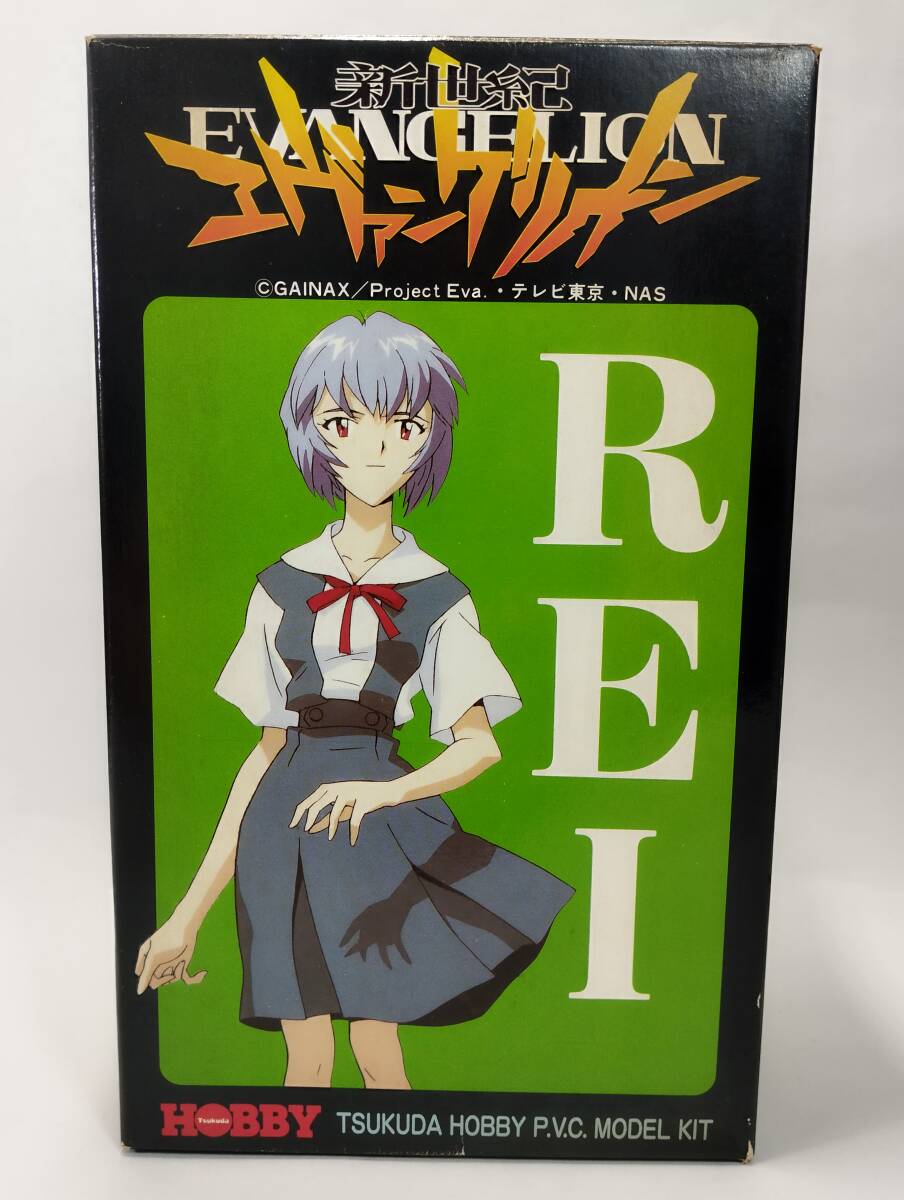 新世紀
EVANGELION
エヴァンゲリオン
©GAINAX／Project Eva.・テレビ東京・NAS
REI
HOBBY
Tsukuda
TSUKUDA HOBBY P.V.C. MODEL KIT